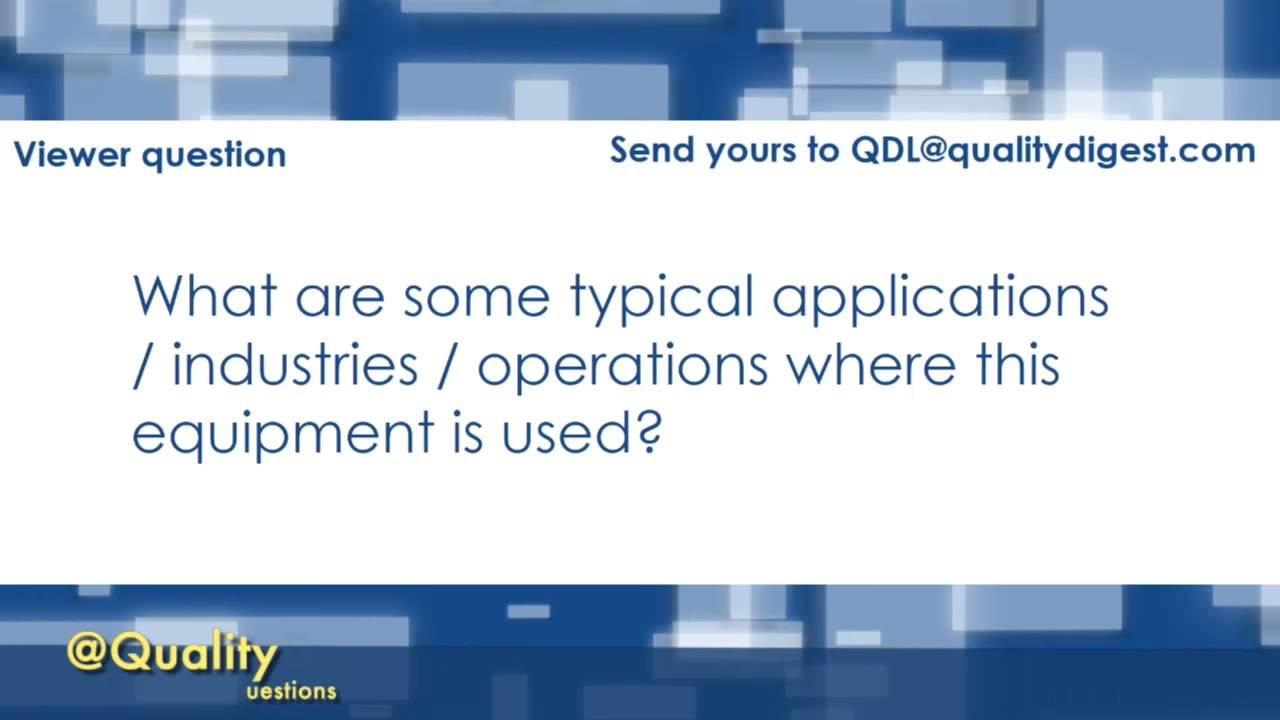 Viewer question
Send yours to QDL@qualitydigest.com
What are some typical applications
/ industries / operations where this
equipment is used?
@Quality
uestions